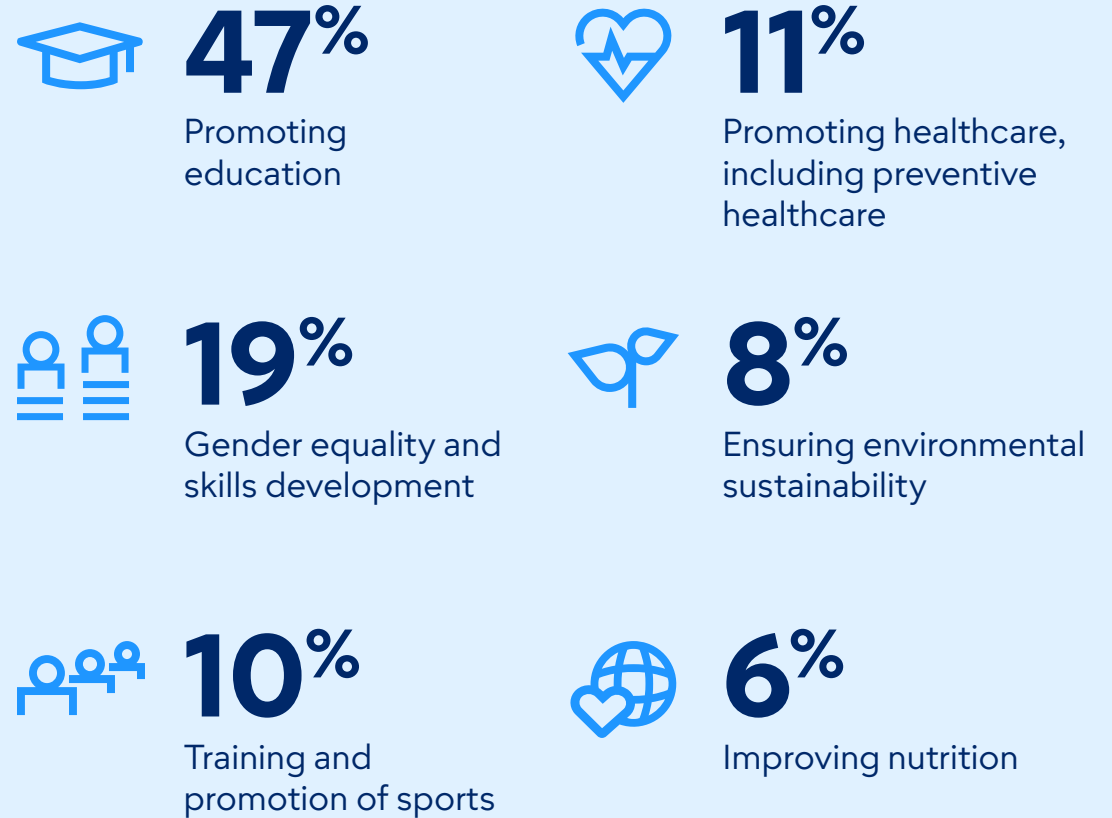 47%
Promoting
education
11%
Promoting healthcare,
including preventive
healthcare
19%
Gender equality and
skills development
8%
Ensuring environmental
sustainability
10%
Training and
promotion of sports
6%
Improving nutrition